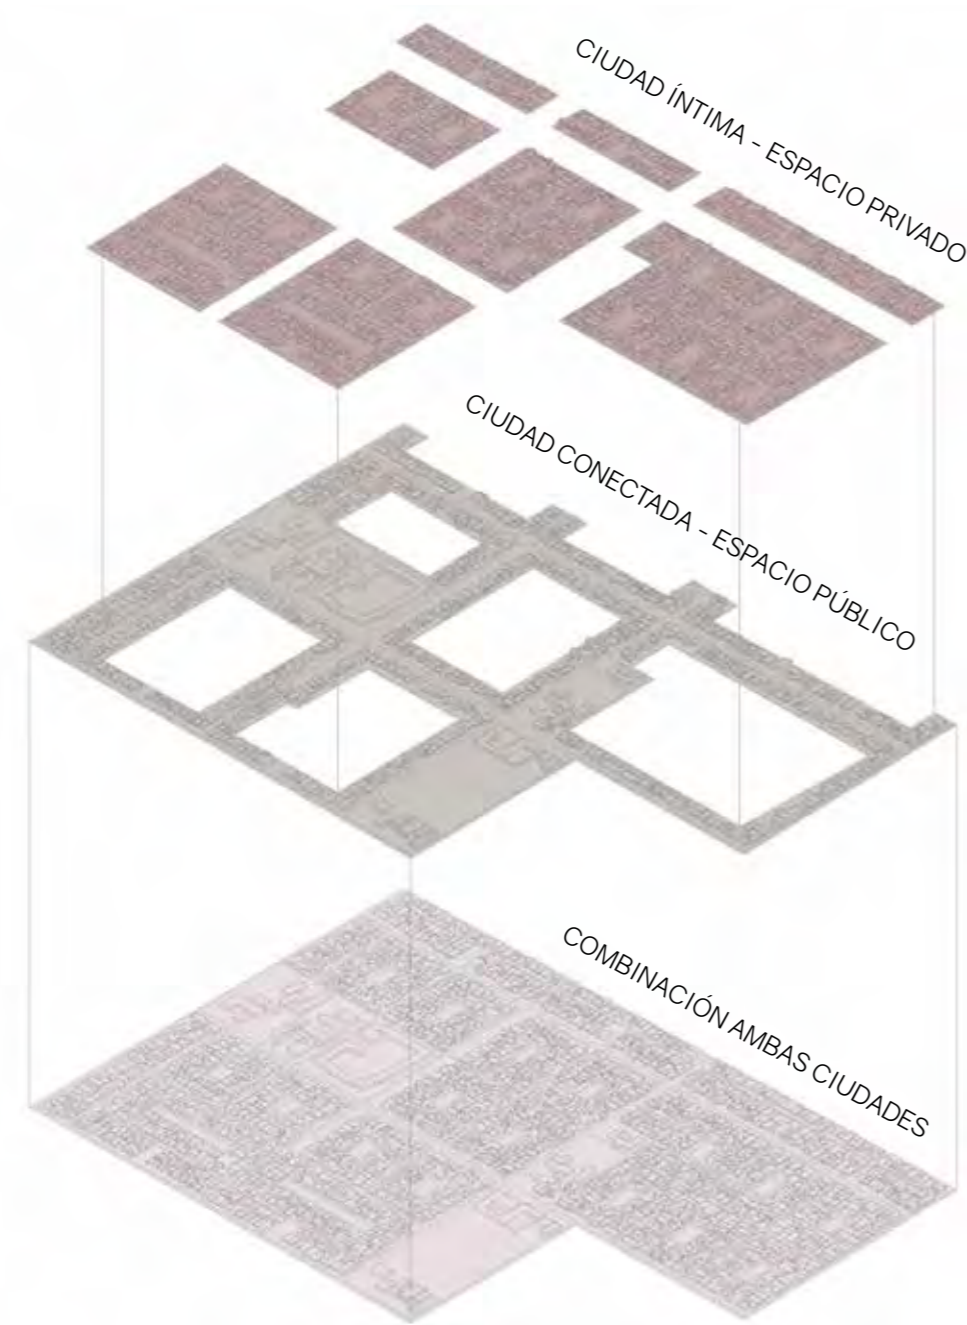 CIUDAD ÍNTIMA - ESPACIO PRIVADO
CIUDAD CONECTADA - ESPACIO PÚBLICO
COMBINACIÓN AMBAS CIUDADES